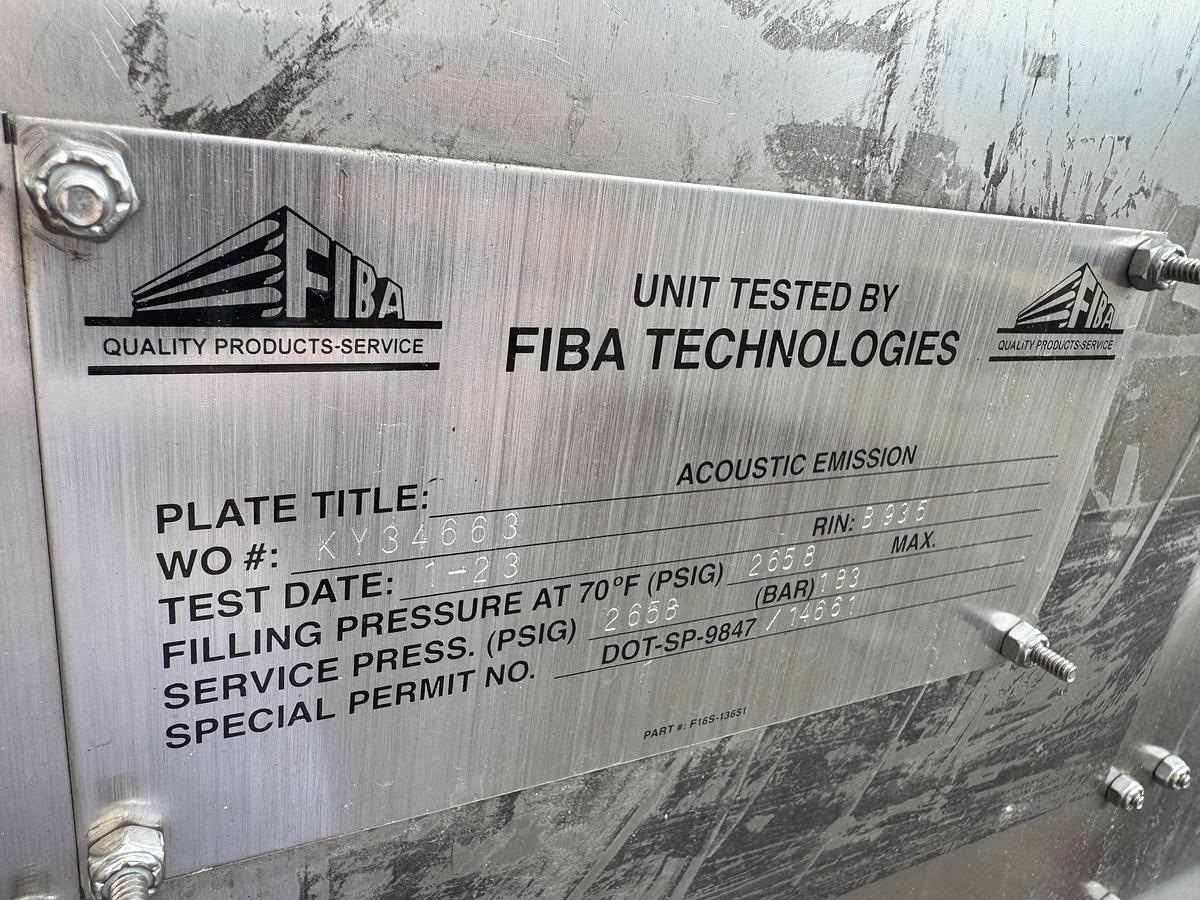 FIBA
QUALITY PRODUCTS-SERVICE
UNIT TESTED BY
FIBA TECHNOLOGIES
FIBA
QUALITY PRODUCTS-SERVICE
PLATE TITLE: ACOUSTIC EMISSION
WO #: KY34663
TEST DATE: 1-23 RIN: B935
FILLING PRESSURE AT 70°F (PSIG) 2658 MAX.
SERVICE PRESS. (PSIG) 2658 (BAR) 183
SPECIAL PERMIT NO. DOT-SP-9847 /14661
PART #: F16S-13651